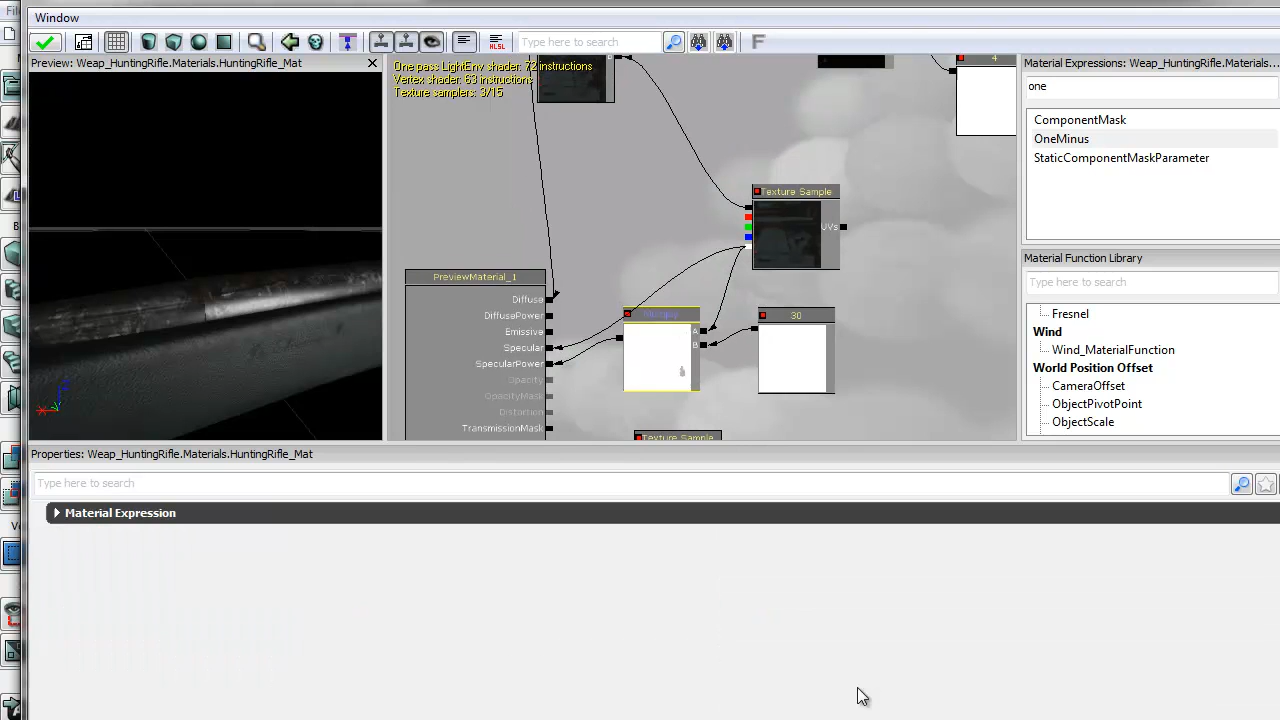 Window
Type here to search
F
Preview: Weap_HuntingRifle.Materials.HuntingRifle_Mat
One pass LightEnv shader: 72 instructions
Vertex shader: 63 instructions
Texture samplers: 3/15
4
Material Expressions: Weap_HuntingRifle.Materials
one
ComponentMask
OneMinus
StaticComponentMaskParameter
Texture Sample
UVs
PreviewMaterial_1
Diffuse
DiffusePower
Emissive
Specular
SpecularPower
Opacity
OpacityMask
Distortion
TransmissionMask
Multiply
A
B
30
Texture Sample
Material Function Library
Type here to search
Fresnel
Wind
Wind_MaterialFunction
World Position Offset
CameraOffset
ObjectPivotPoint
ObjectScale
Properties: Weap_HuntingRifle.Materials.HuntingRifle_Mat
Type here to search
Material Expression